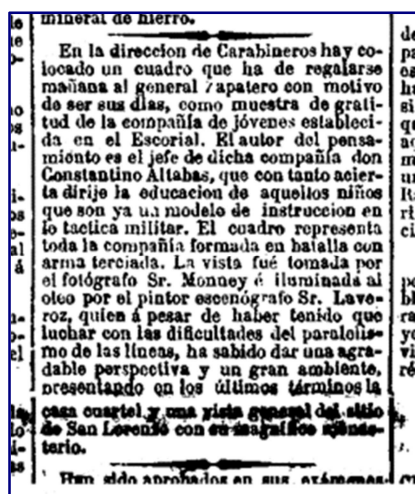 mineral de hierro.
En la direccion de Carabineros hay co-
locado un cuadro que ha de regalarse
mañana al general Zapatero con motivo
de ser sus dias, como muestra de grati-
tud de la compañía de jóvenes estableci-
da en el Escorial. El autor del pensa-
miento es el jefe de dicha compañía don
Constantino Altabas, que con tanto acier-
ta dirije la educacion de aquellos niños
que son ya un modelo de instruccion en
lo tactica militar. El cuadro representa
toda la compañía formada en batalla con
arma terciada. La vista fué tomada por
el fotógrafo Sr. Monney é iluminada al
oleo por el pintor escenógrafo Sr. Lave-
roz, quien á pesar de haber tenido que
luchar con las dificultades del paralelis-
mo de las líneas, ha sabido dar una agra-
dable perspectiva y un gran ambiente,
presentando en los últimos términos la
casa cuartel y una vista general del sitio
de San Lorenzo con su magnífico monas-
terio.
Han sido aprobados en sus exámenes